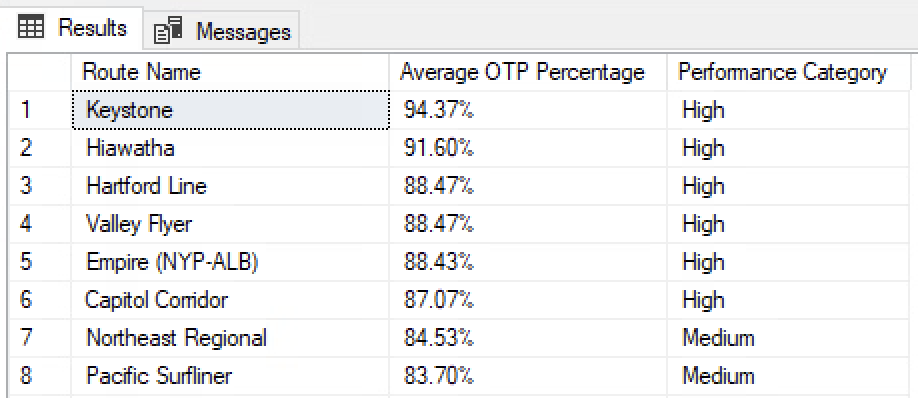 Results Messages
Route Name Average OTP Percentage Performance Category
1 Keystone 94.37% High
2 Hiawatha 91.60% High
3 Hartford Line 88.47% High
4 Valley Flyer 88.47% High
5 Empire (NYP-ALB) 88.43% High
6 Capitol Corridor 87.07% High
7 Northeast Regional 84.53% Medium
8 Pacific Surfliner 83.70% Medium